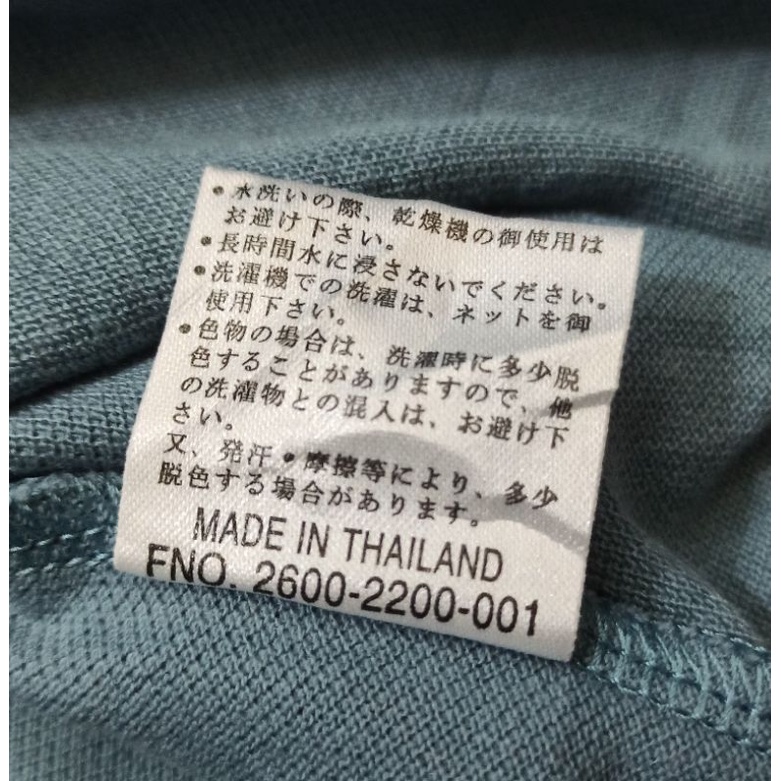 ・水洗いの際、乾燥機の御使用は
お避け下さい。
・長時間水に浸さないでください。
・洗濯機での洗濯は、ネットを御
使用下さい。
・色物の場合は、洗濯時に多少脱
色することがありますので、他
の洗濯物との混入は、お避け下
さい。
又、発汗・摩擦等により、多少
脱色する場合があります。
MADE IN THAILAND
FNO. 2600-2200-001